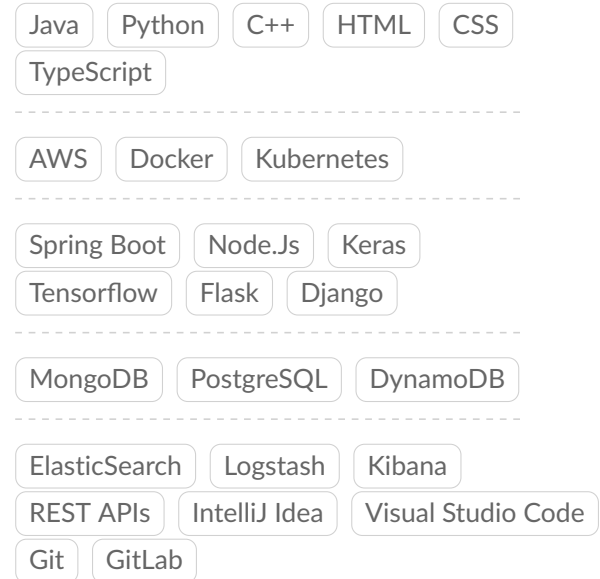 Java Python C++ HTML CSS
TypeScript
AWS Docker Kubernetes
Spring Boot Node.Js Keras
Tensorflow Flask Django
MongoDB PostgreSQL DynamoDB
ElasticSearch Logstash Kibana
REST APIs IntelliJ Idea Visual Studio Code
Git GitLab